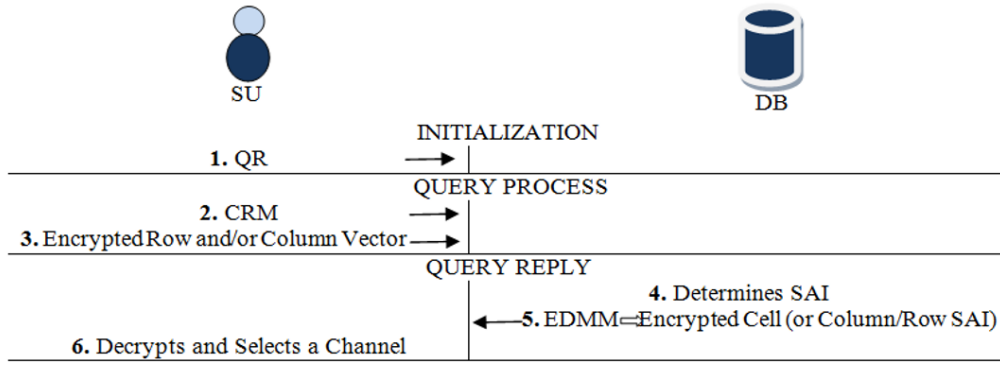 SU
DB
INITIALIZATION
1. QR
QUERY PROCESS
2. CRM
3. Encrypted Row and/or Column Vector
QUERY REPLY
4. Determines SAI
5. EDMM⇐Encrypted Cell (or Column/Row SAI)
6. Decrypts and Selects a Channel